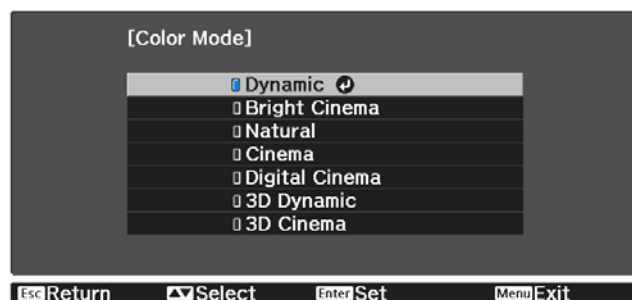 [Color Mode]
Dynamic
Bright Cinema
Natural
Cinema
Digital Cinema
3D Dynamic
3D Cinema
Esc Return Select Enter Set Menu Exit